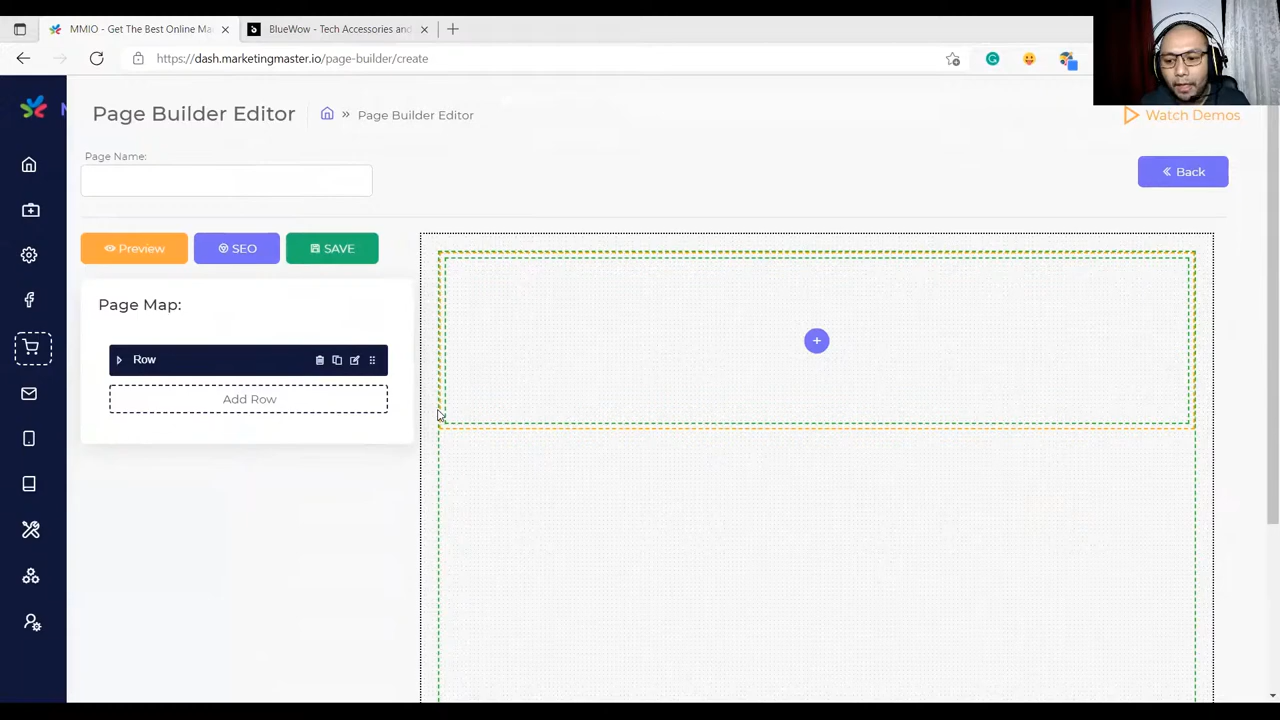 MMIO - Get The Best Online Ma
BlueWow - Tech Accessories and
https://dash.marketingmaster.io/page-builder/create
Page Builder Editor
» Page Builder Editor
Watch Demos
Page Name:
Back
Preview
SEO
SAVE
Page Map:
Row
Add Row